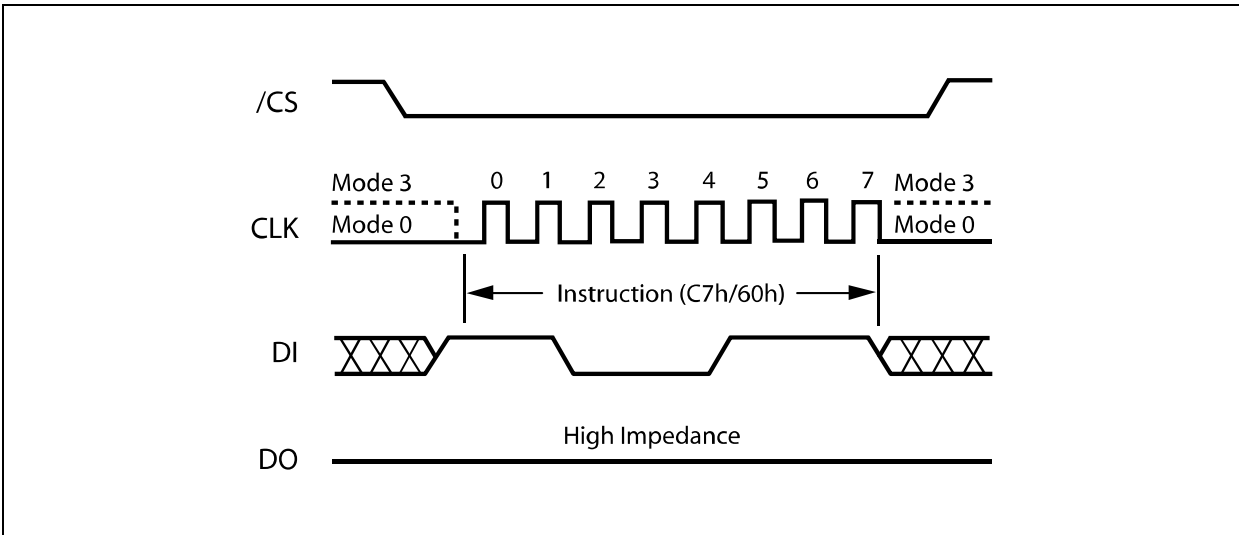 /CS
Mode 3 0 1 2 3 4 5 6 7 Mode 3
CLK Mode 0 Mode 0
Instruction (C7h/60h)
DI
High Impedance
DO